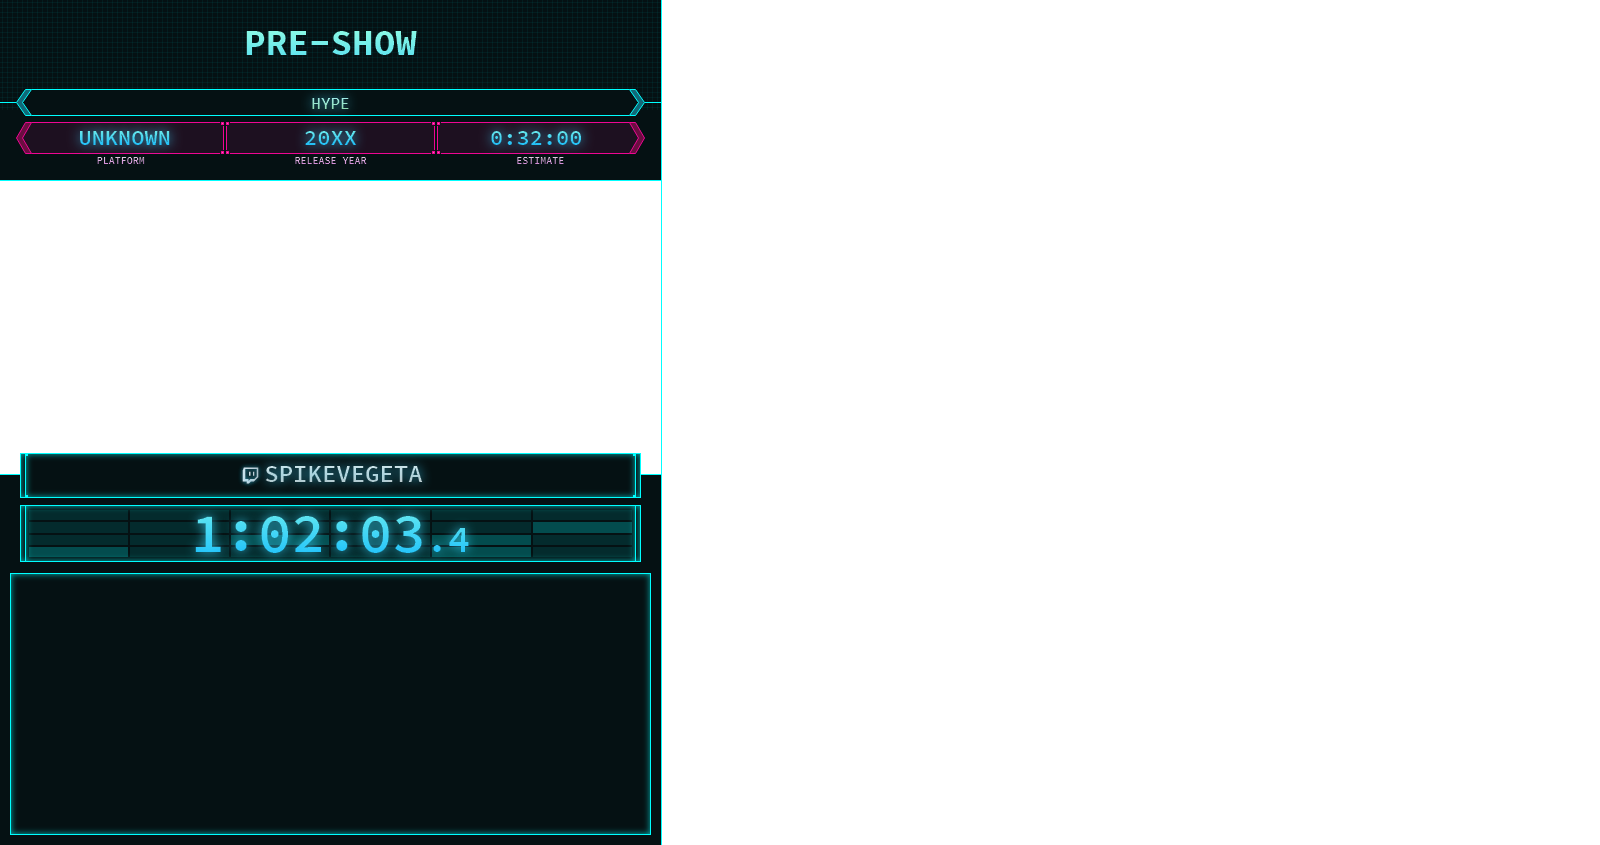 PRE-SHOW
HYPE
UNKNOWN 20XX 0:32:00
PLATFORM RELEASE YEAR ESTIMATE
SPIKEVEGETA
1:02:03.4